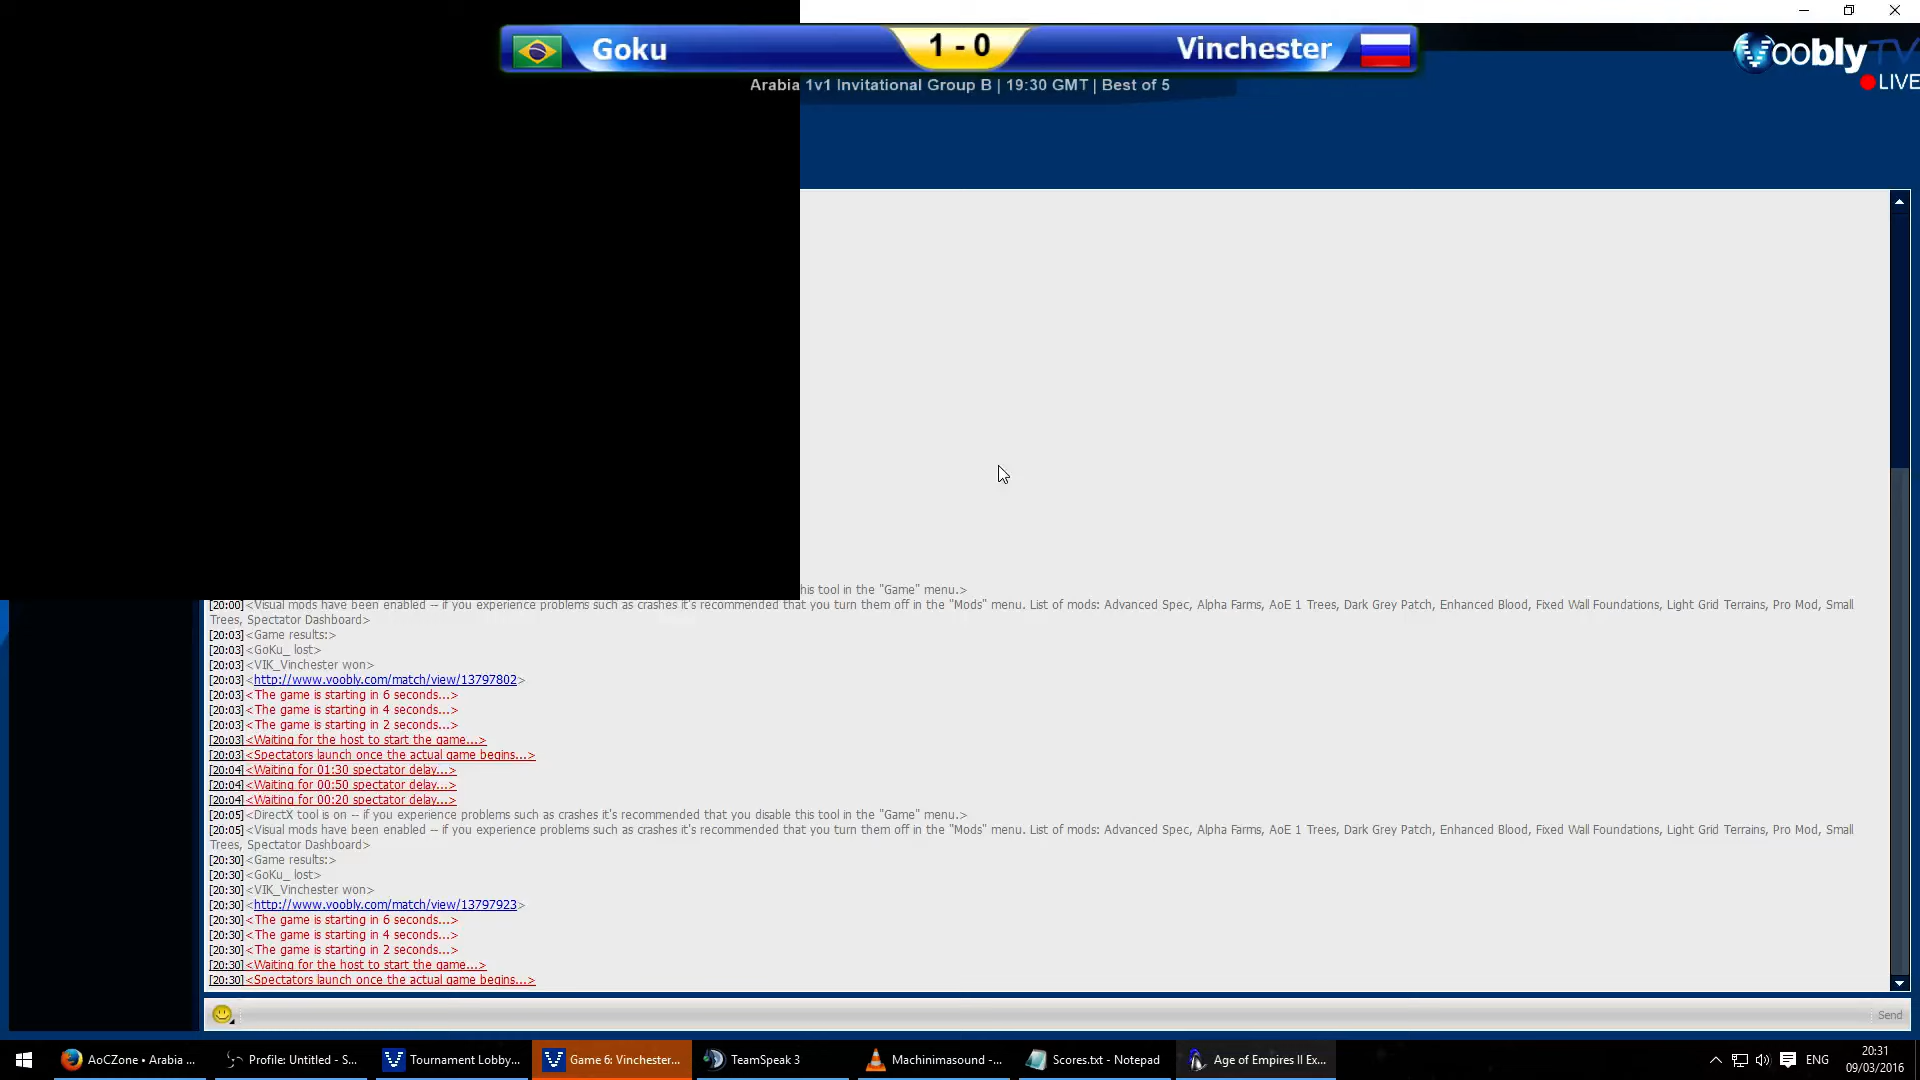 Goku
1 - 0
Vinchester
VooblyTV
LIVE
Arabia 1v1 Invitational Group B | 19:30 GMT | Best of 5
his tool in the "Game" menu.>
[20:00]<Visual mods have been enabled -- if you experience problems such as crashes it's recommended that you turn them off in the "Mods" menu. List of mods: Advanced Spec, Alpha Farms, AoE 1 Trees, Dark Grey Patch, Enhanced Blood, Fixed Wall Foundations, Light Grid Terrains, Pro Mod, Small
Trees, Spectator Dashboard>
[20:03]<Game results:>
[20:03]<GoKu_ lost>
[20:03]<VIK_Vinchester won>
[20:03]<http://www.voobly.com/match/view/13797802>
[20:03]<The game is starting in 6 seconds...>
[20:03]<The game is starting in 4 seconds...>
[20:03]<The game is starting in 2 seconds...>
[20:03]<Waiting for the host to start the game...>
[20:03]<Spectators launch once the actual game begins...>
[20:04]<Waiting for 01:30 spectator delay...>
[20:04]<Waiting for 00:50 spectator delay...>
[20:04]<Waiting for 00:20 spectator delay...>
[20:05]<DirectX tool is on -- if you experience problems such as crashes it's recommended that you disable this tool in the "Game" menu.>
[20:05]<Visual mods have been enabled -- if you experience problems such as crashes it's recommended that you turn them off in the "Mods" menu. List of mods: Advanced Spec, Alpha Farms, AoE 1 Trees, Dark Grey Patch, Enhanced Blood, Fixed Wall Foundations, Light Grid Terrains, Pro Mod, Small
Trees, Spectator Dashboard>
[20:30]<Game results:>
[20:30]<GoKu_ lost>
[20:30]<VIK_Vinchester won>
[20:30]<http://www.voobly.com/match/view/13797923>
[20:30]<The game is starting in 6 seconds...>
[20:30]<The game is starting in 4 seconds...>
[20:30]<The game is starting in 2 seconds...>
[20:30]<Waiting for the host to start the game...>
[20:30]<Spectators launch once the actual game begins...>
Send
AoCZone • Arabia ...
Profile: Untitled - S...
Tournament Lobby...
Game 6: Vinchester...
TeamSpeak 3
Machinimasound -...
Scores.txt - Notepad
Age of Empires II Ex...
ENG
20:31
09/03/2016